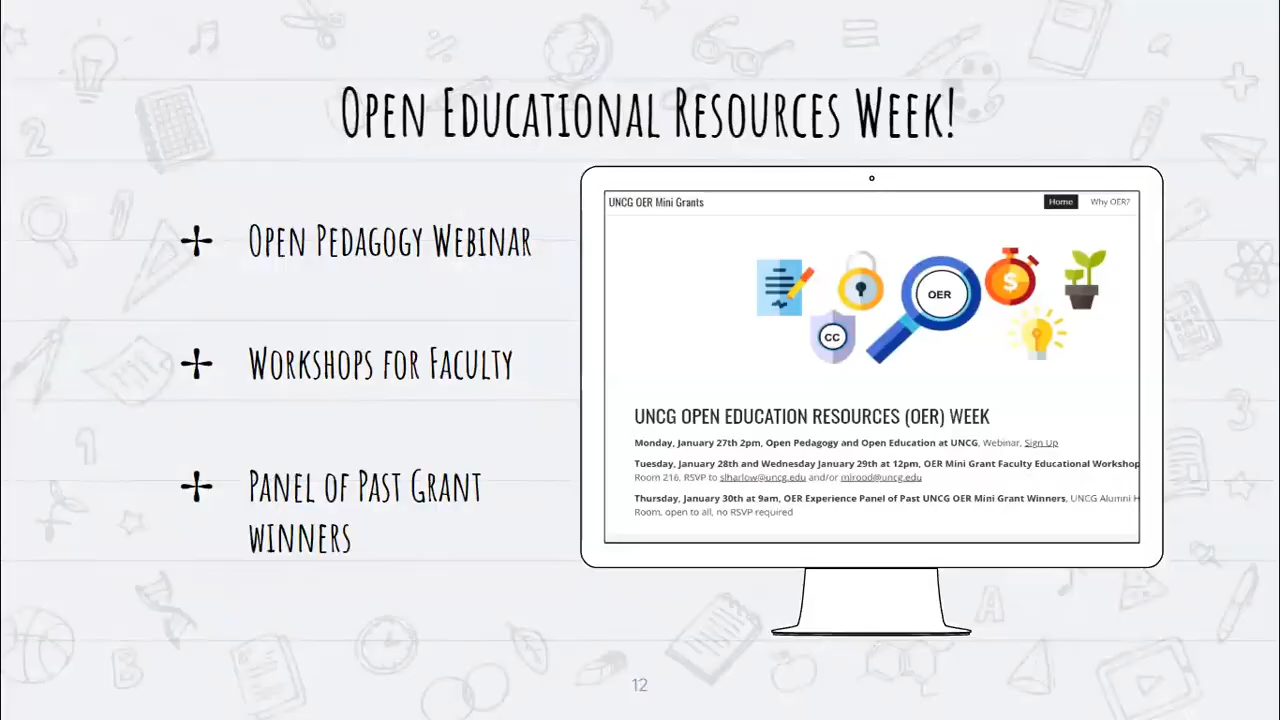 Open Educational Resources Week!
Open Pedagogy Webinar
Workshops for Faculty
Panel of Past Grant
winners
UNCG OER Mini Grants
Home
Why OER?
OER
$
CC
UNCG OPEN EDUCATION RESOURCES (OER) WEEK
Monday, January 27th 2pm, Open Pedagogy and Open Education at UNCG, Webinar, Sign Up
Tuesday, January 28th and Wednesday January 29th at 12pm, OER Mini Grant Faculty Educational Workshop
Room 216, RSVP to slharlow@uncg.edu and/or mlrood@uncg.edu
Thursday, January 30th at 9am, OER Experience Panel of Past UNCG OER Mini Grant Winners, UNCG Alumni H
Room, open to all, no RSVP required
2
3
1
A
B
12